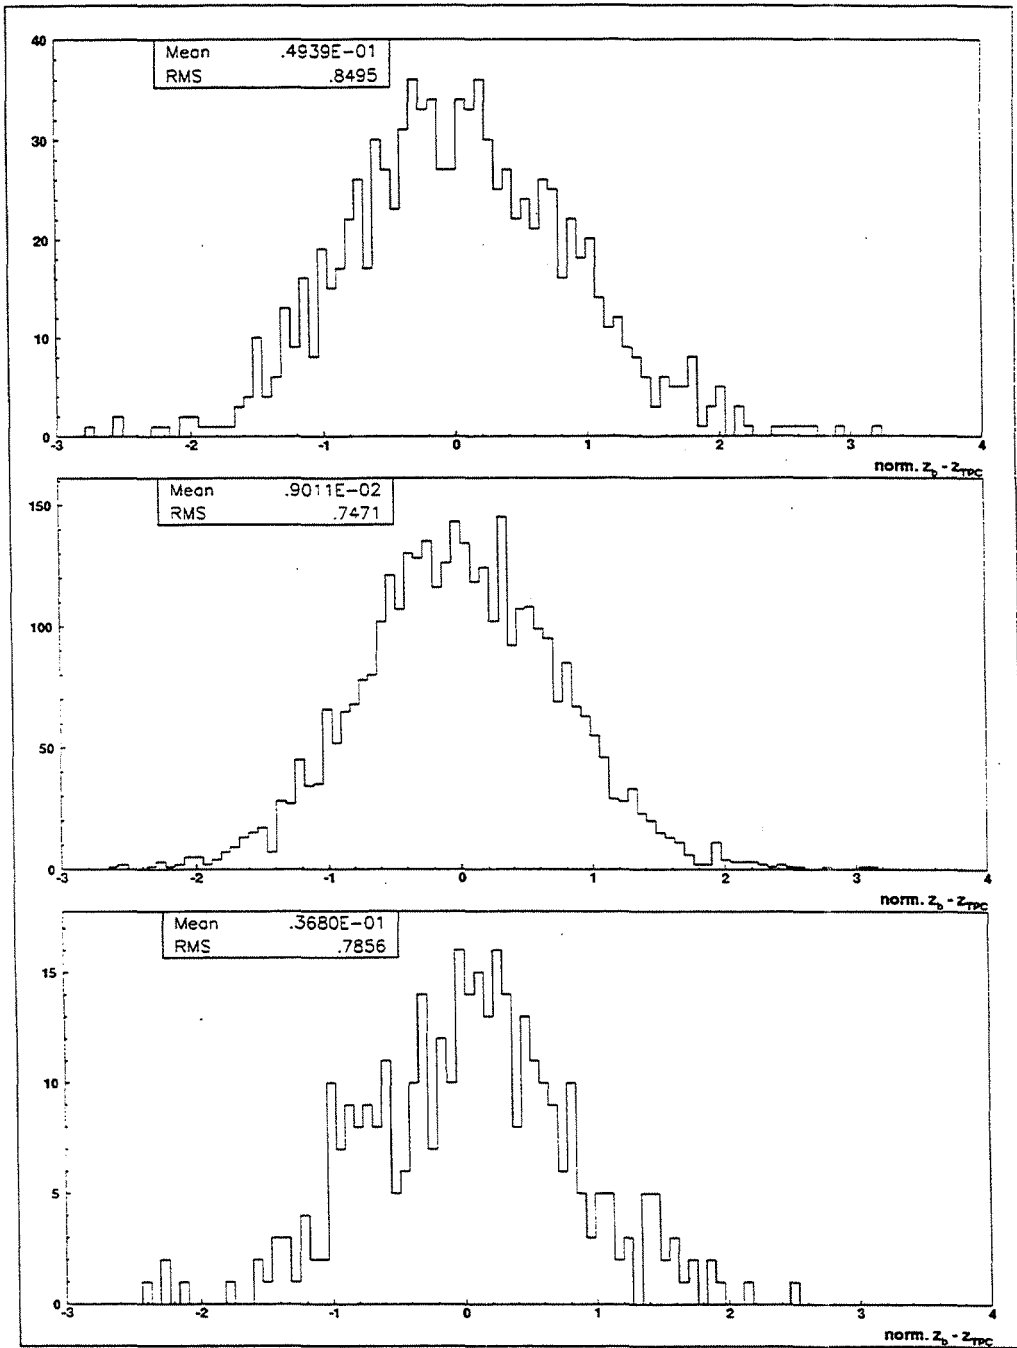 40
Mean .4939E-01
RMS .8495
30
20
10
0
-3 -2 -1 0 1 2 3 4
norm. z_b - z_TPC
150
Mean .9011E-02
RMS .7471
100
50
0
-3 -2 -1 0 1 2 3 4
norm. z_b - z_TPC
Mean .3680E-01
RMS .7856
15
10
5
0
-3 -2 -1 0 1 2 3 4
norm. z_b - z_TPC